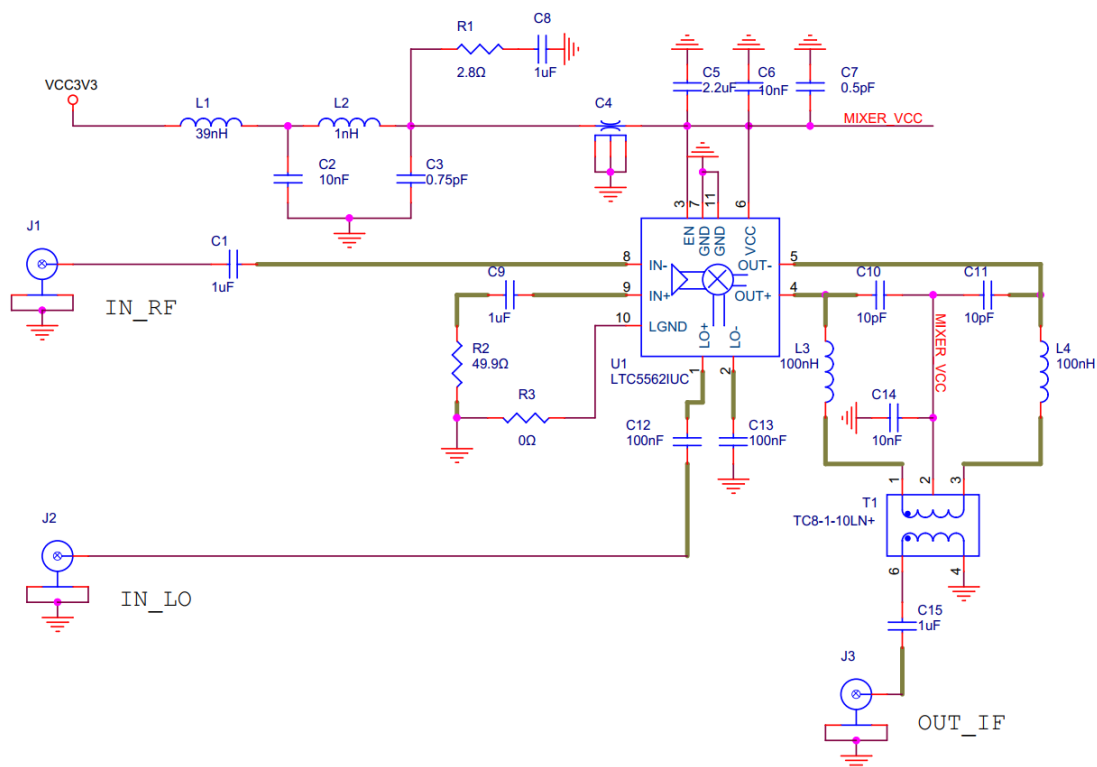 R1
2.8Ω
C8
1uF
VCC3V3
L1
39nH
L2
1nH
C2
10nF
C3
0.75pF
C4
C5
2.2uF
C6
10nF
C7
0.5pF
MIXER_VCC
J1
IN_RF
C1
1uF
C9
1uF
R2
49.9Ω
R3
0Ω
3
7
11
6
EN
GND
GND
VCC
8
IN-
9
IN+
10
LGND
OUT-
5
OUT+
4
LO+
LO-
1
2
U1
LTC5562IUC
C10
10pF
C11
10pF
MIXER_VCC
L3
100nH
L4
100nH
C14
10nF
C12
100nF
C13
100nF
1
2
3
T1
TC8-1-10LN+
6
4
J2
IN_LO
C15
1uF
J3
OUT_IF